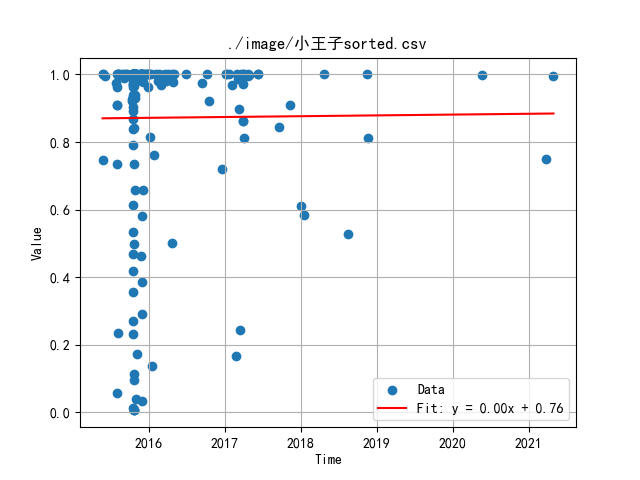 ./image/小王子sorted.csv
1.0
0.8
0.6
0.4
0.2
0.0
Value
2016 2017 2018 2019 2020 2021
Time
Data
Fit: y = 0.00x + 0.76